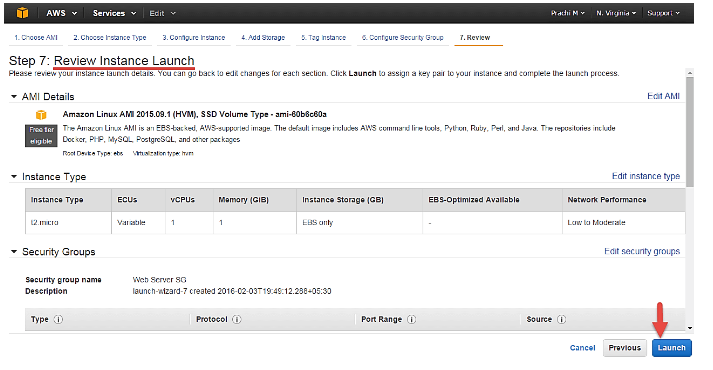 AWS Services Edit Prachi M N. Virginia Support
1. Choose AMI 2. Choose Instance Type 3. Configure Instance 4. Add Storage 5. Tag Instance 6. Configure Security Group 7. Review
Step 7: Review Instance Launch
Please review your instance launch details. You can go back to edit changes for each section. Click Launch to assign a key pair to your instance and complete the launch process.
AMI Details Edit AMI
Amazon Linux AMI 2015.09.1 (HVM), SSD Volume Type - ami-60b6c60a
Free tier
eligible
The Amazon Linux AMI is an EBS-backed, AWS-supported image. The default image includes AWS command line tools, Python, Ruby, Perl, and Java. The repositories include
Docker, PHP, MySQL, PostgreSQL, and other packages
Root Device Type: ebs Virtualization type: hvm
Instance Type Edit instance type
Instance Type ECUs vCPUs Memory (GiB) Instance Storage (GB) EBS-Optimized Available Network Performance
t2.micro Variable 1 1 EBS only - Low to Moderate
Security Groups Edit security groups
Security group name Web Server SG
Description launch-wizard-7 created 2016-02-03T19:49:12.288+05:30
Type Protocol Port Range Source
Cancel Previous Launch